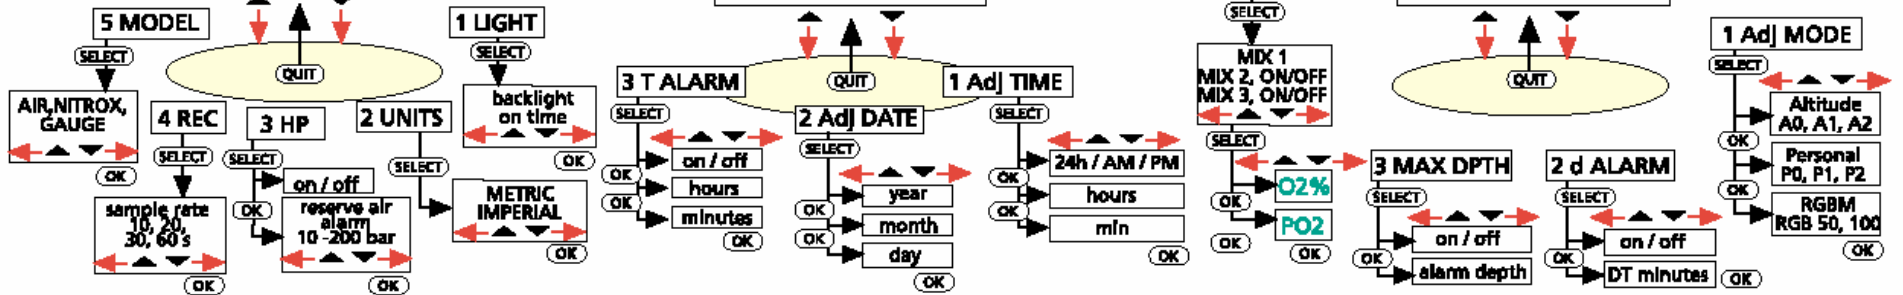 5 MODEL
SELECT
AIR,NITROX,
GAUGE
OK
4 REC
SELECT
sample rate
10, 20,
30, 60 s
OK
QUIT
3 HP
SELECT
on / off
OK
reserve air
alarm
10 -200 bar
OK
2 UNITS
SELECT
METRIC
IMPERIAL
OK
1 LIGHT
SELECT
backlight
on time
OK
3 T ALARM
SELECT
on / off
OK
hours
OK
minutes
OK
QUIT
2 Adj DATE
SELECT
year
OK
month
OK
day
OK
1 Adj TIME
SELECT
24h / AM / PM
OK
hours
OK
min
OK
SELECT
MIX 1
MIX 2, ON/OFF
MIX 3, ON/OFF
SELECT
O2%
OK
PO2
OK
OK
QUIT
3 MAX DPTH
SELECT
on / off
OK
alarm depth
2 d ALARM
SELECT
on / off
OK
DT minutes
OK
1 Adj MODE
SELECT
Altitude
A0, A1, A2
OK
Personal
P0, P1, P2
OK
RGBM
RGB 50, 100
OK